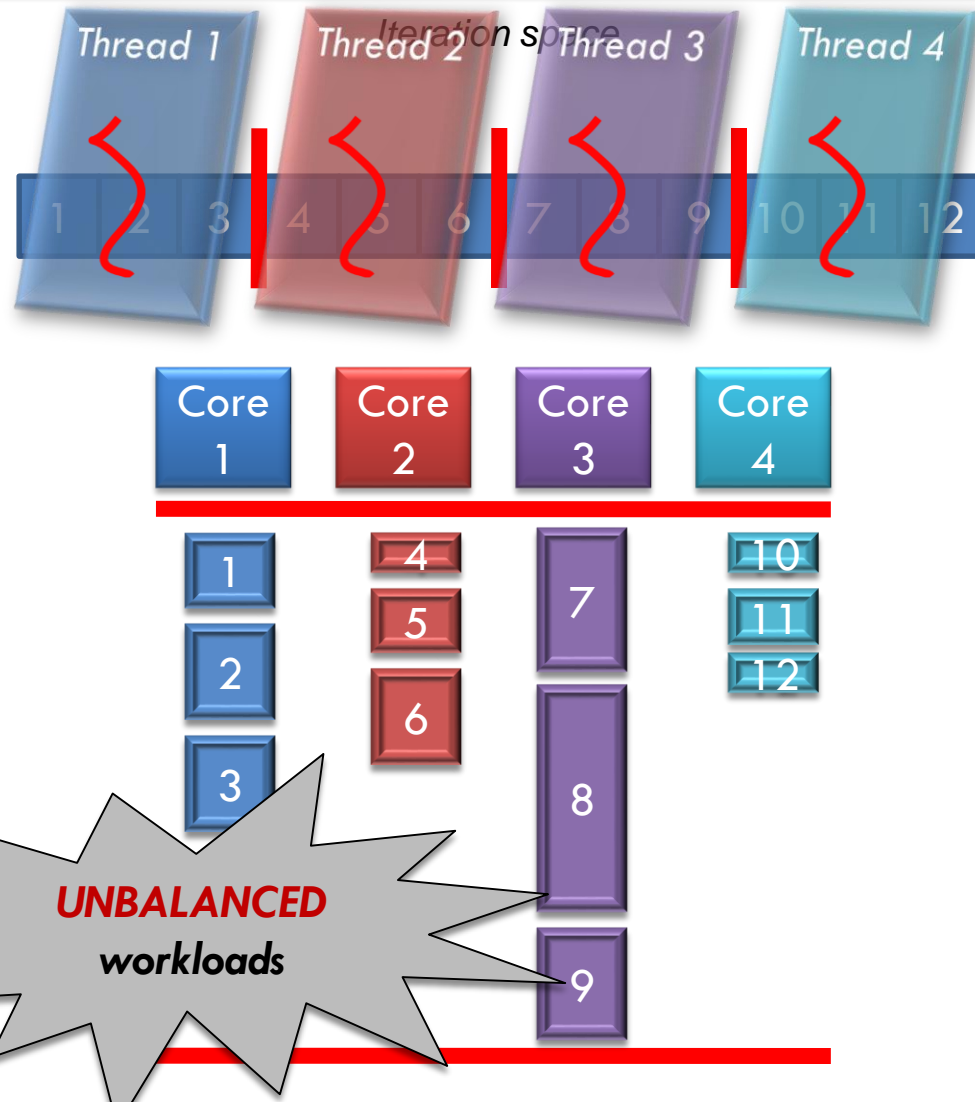 Iteration space
Thread 1
Thread 2
Thread 3
Thread 4
1 2 3 4 5 6 7 8 9 10 11 12
Core
1
Core
2
Core
3
Core
4
1
2
3
4
5
6
7
8
9
10
11
12
UNBALANCED
workloads